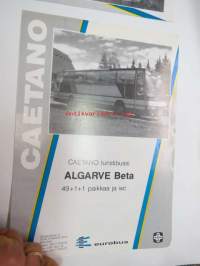 CAETANO
CAETANO turistibussi
ALGARVE Beta
49+1+1 paikkaa ja wc
eurobus